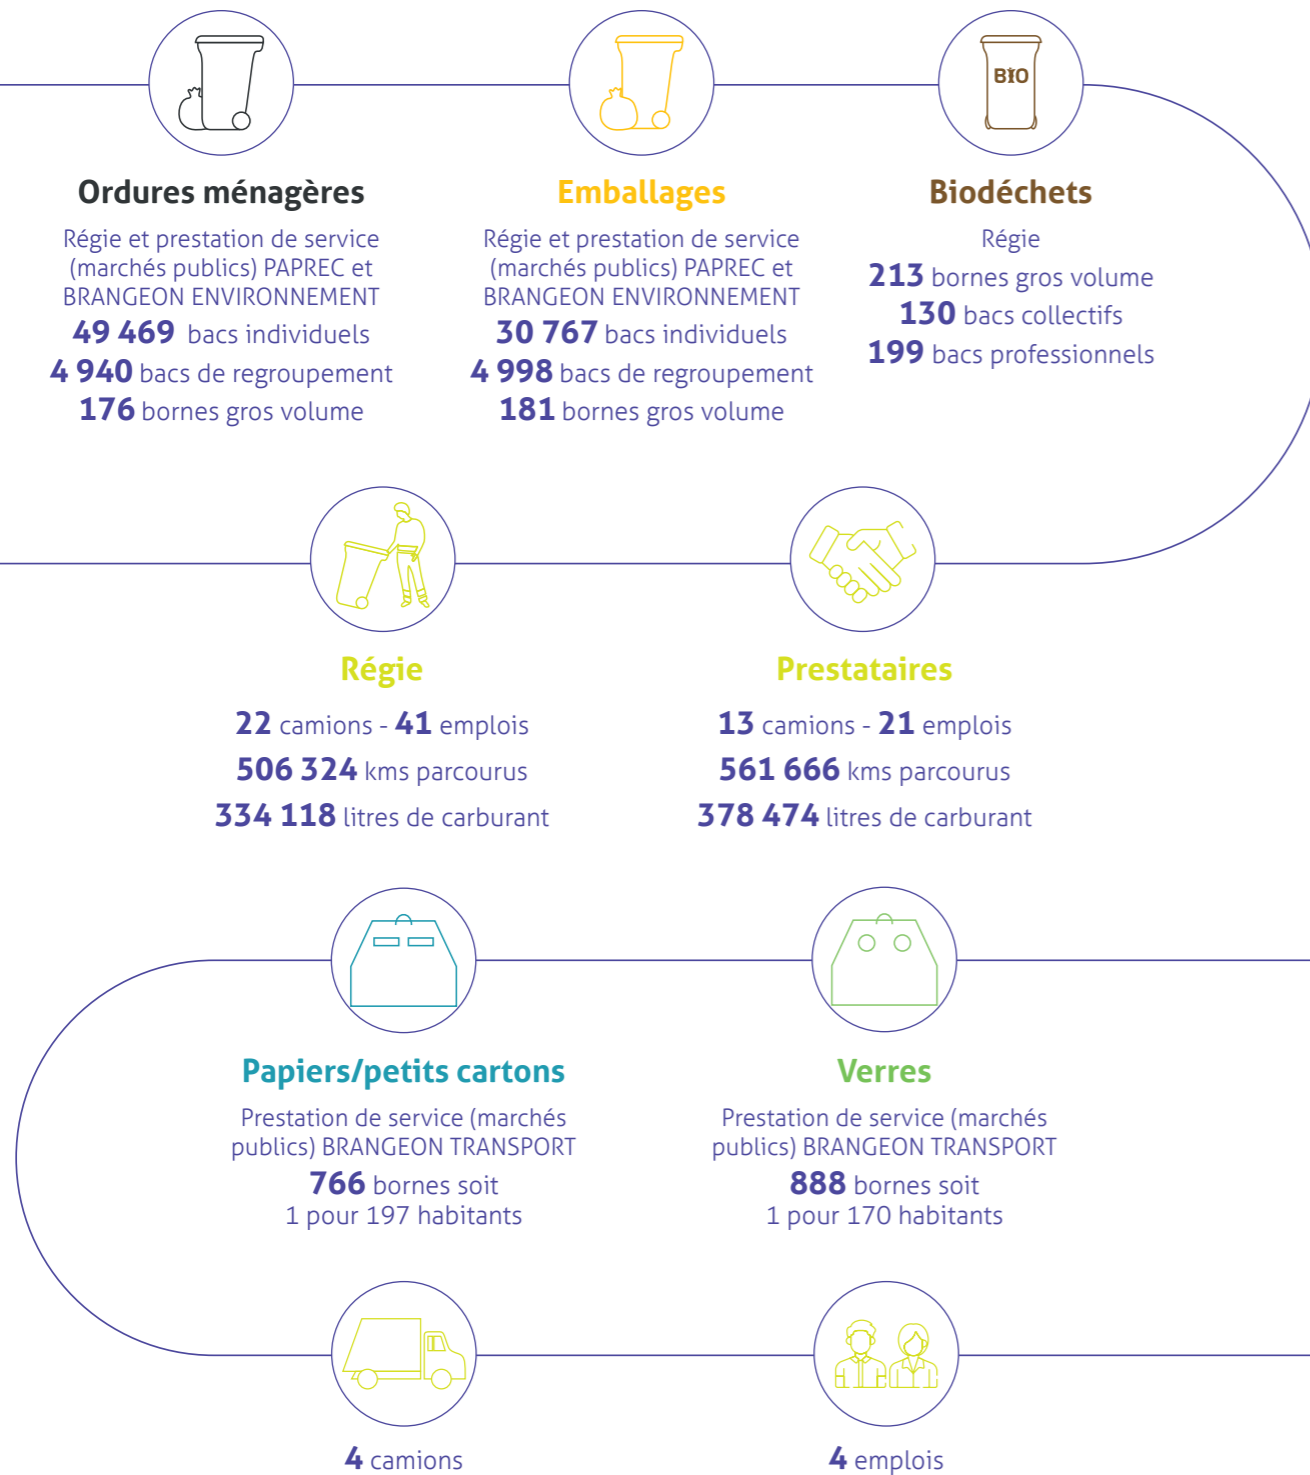 BIO
Ordures ménagères
Régie et prestation de service
(marchés publics) PAPREC et
BRANGEON ENVIRONNEMENT
49 469 bacs individuels
4 940 bacs de regroupement
176 bornes gros volume
Emballages
Régie et prestation de service
(marchés publics) PAPREC et
BRANGEON ENVIRONNEMENT
30 767 bacs individuels
4 998 bacs de regroupement
181 bornes gros volume
Biodéchets
Régie
213 bornes gros volume
130 bacs collectifs
199 bacs professionnels
Régie
22 camions - 41 emplois
506 324 kms parcourus
334 118 litres de carburant
Prestataires
13 camions - 21 emplois
561 666 kms parcourus
378 474 litres de carburant
Papiers/petits cartons
Prestation de service (marchés
publics) BRANGEON TRANSPORT
766 bornes soit
1 pour 197 habitants
Verres
Prestation de service (marchés
publics) BRANGEON TRANSPORT
888 bornes soit
1 pour 170 habitants
4 camions
4 emplois